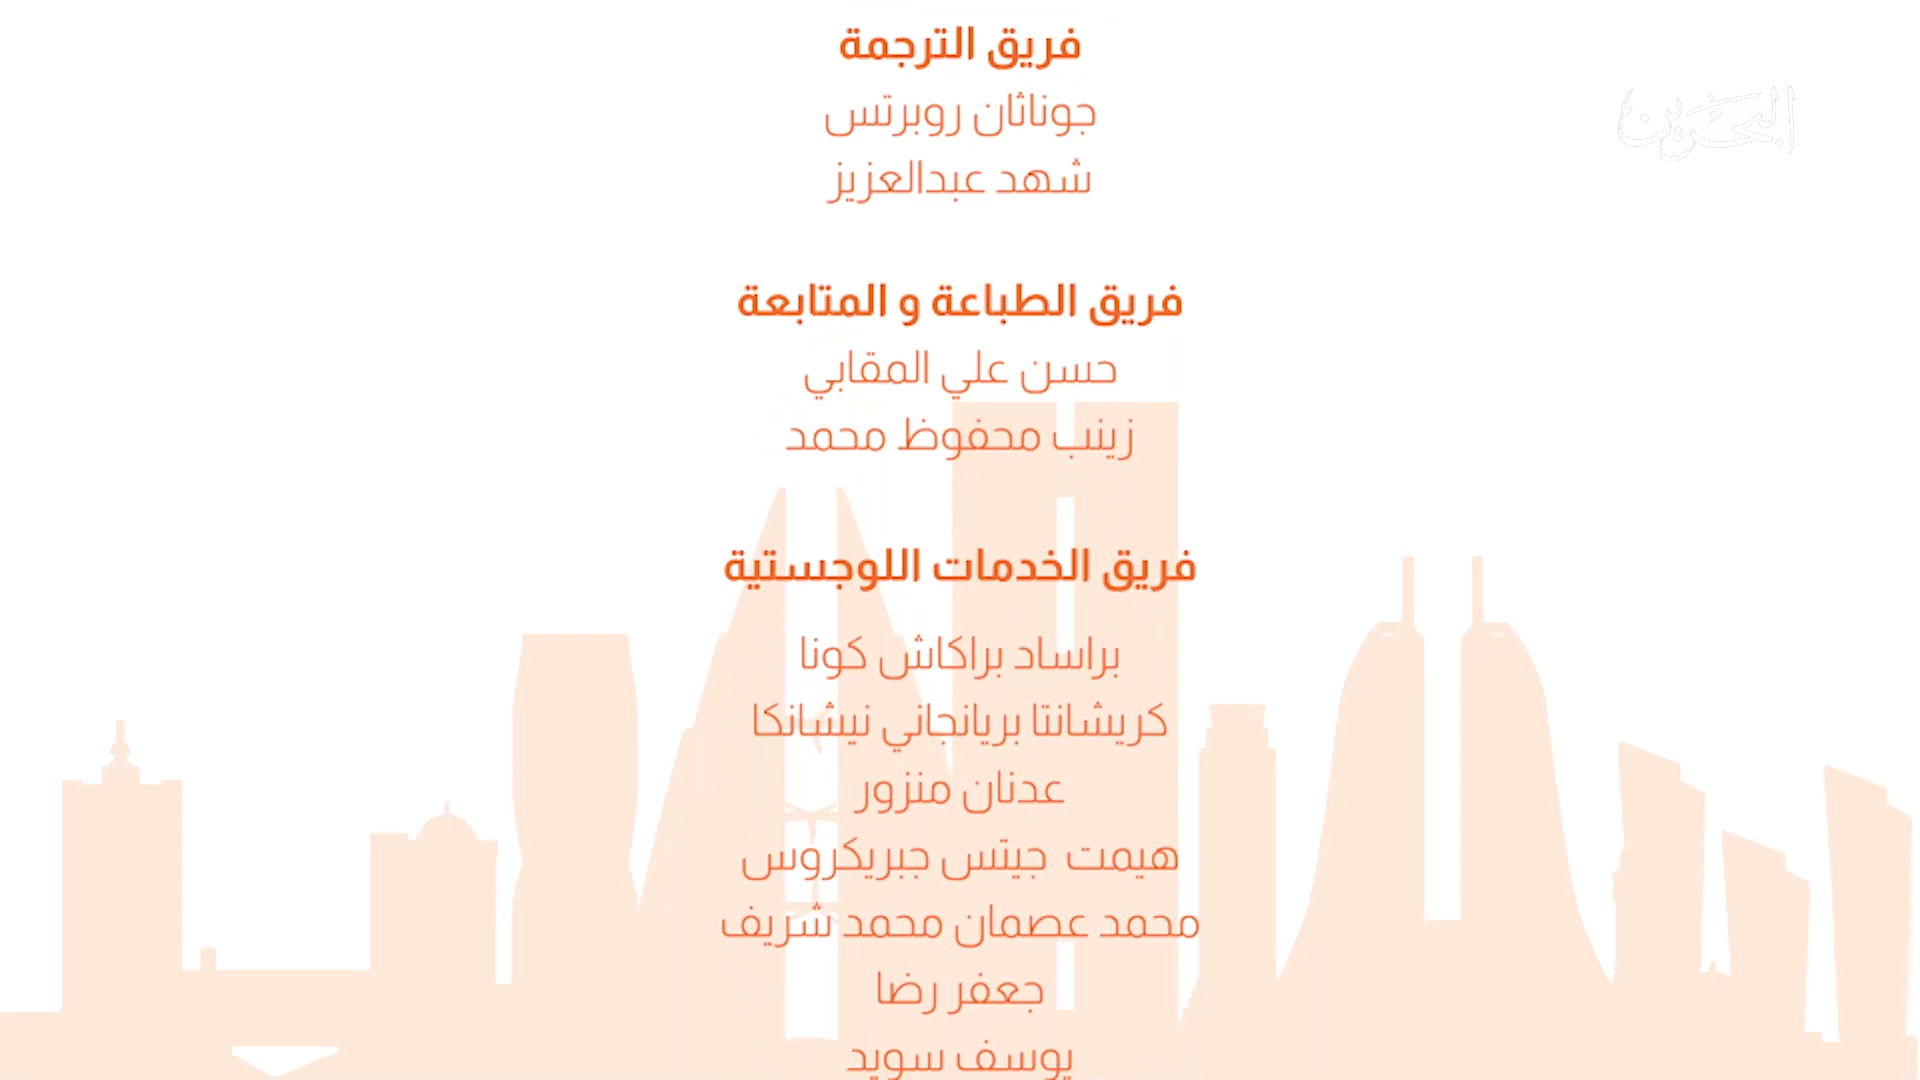 فريق الترجمة
جوناثان روبرتس
شهد عبدالعزيز
البحرين
فريق الطباعة و المتابعة
حسن علي المقابي
زينب محفوظ محمد
فريق الخدمات اللوجستية
براساد براكاش كونا
كريشانتا بريانجاني نيشانكا
عدنان منزور
هيمت جيتس جبريكروس
محمد عصمان محمد شريف
جعفر رضا
يوسف سويد